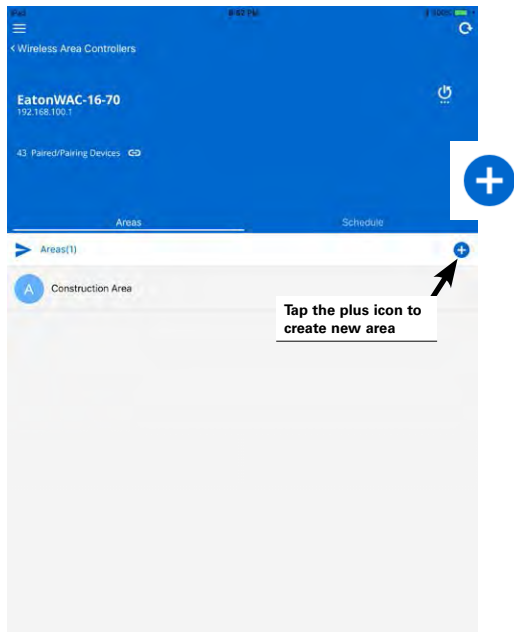 iPad 8:02 PM 100%
< Wireless Area Controllers
EatonWAC-16-70
192.168.100.1
43 Paired/Pairing Devices
Areas Schedule
Areas(1)
A Construction Area
Tap the plus icon to
create new area